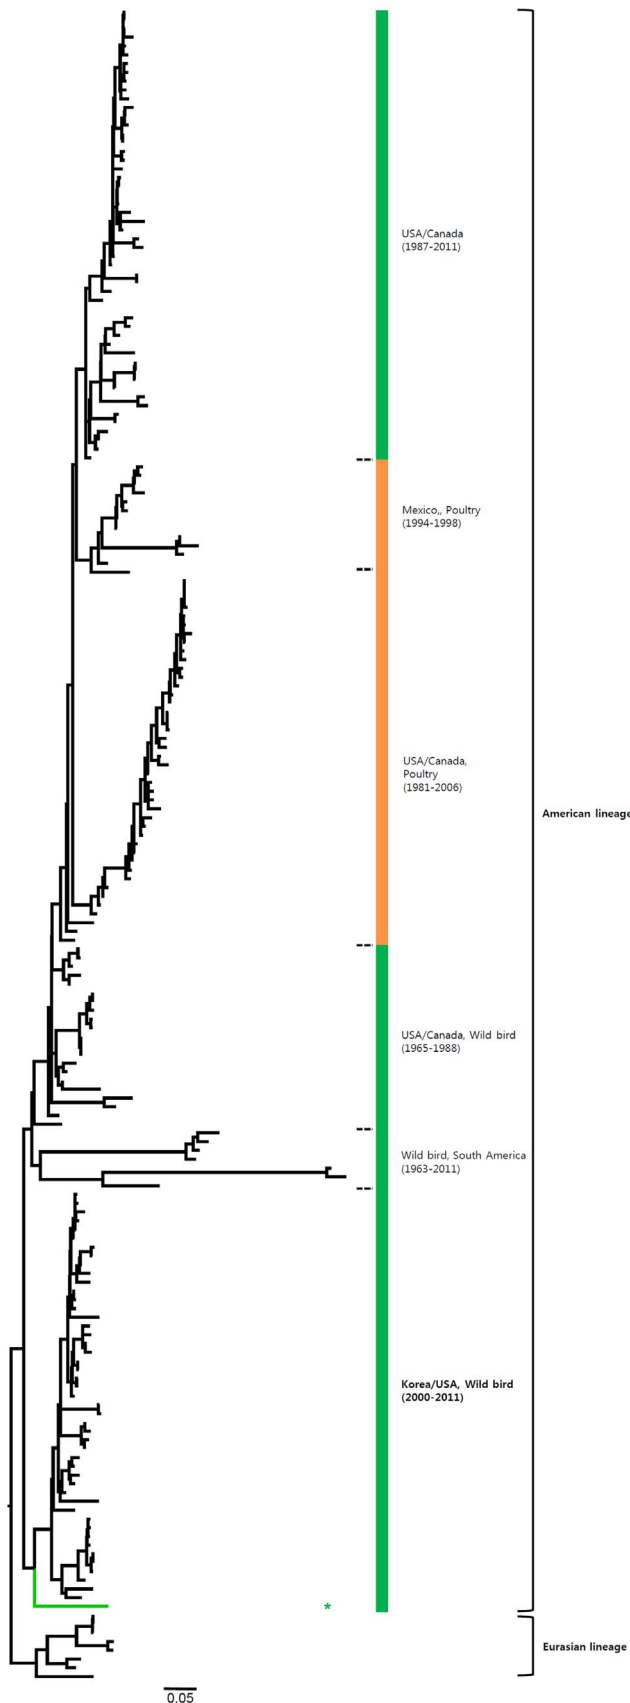 USA/Canada
(1987-2011)
Mexico,, Poultry
(1994-1998)
USA/Canada,
Poultry
(1981-2006)
American lineage
USA/Canada, Wild bird
(1965-1988)
Wild bird, South America
(1963-2011)
Korea/USA, Wild bird
(2000-2011)
*
Eurasian lineage
0.05